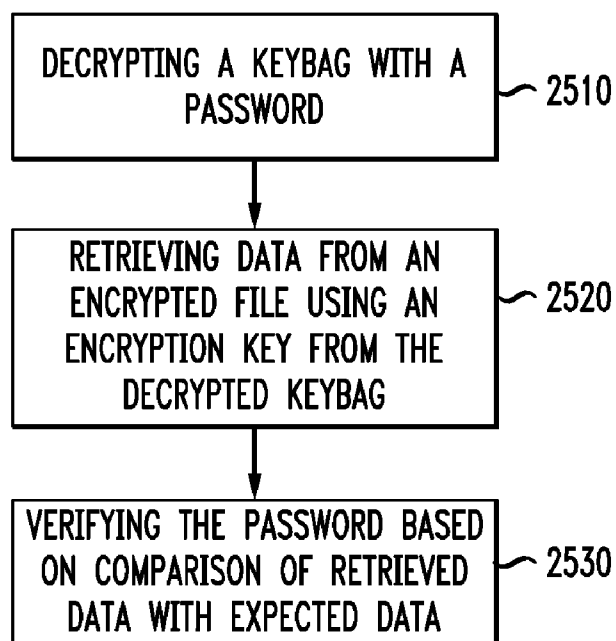 DECRYPTING A KEYBAG WITH A
PASSWORD
2510
RETRIEVING DATA FROM AN
ENCRYPTED FILE USING AN
ENCRYPTION KEY FROM THE
DECRYPTED KEYBAG
2520
VERIFYING THE PASSWORD BASED
ON COMPARISON OF RETRIEVED
DATA WITH EXPECTED DATA
2530